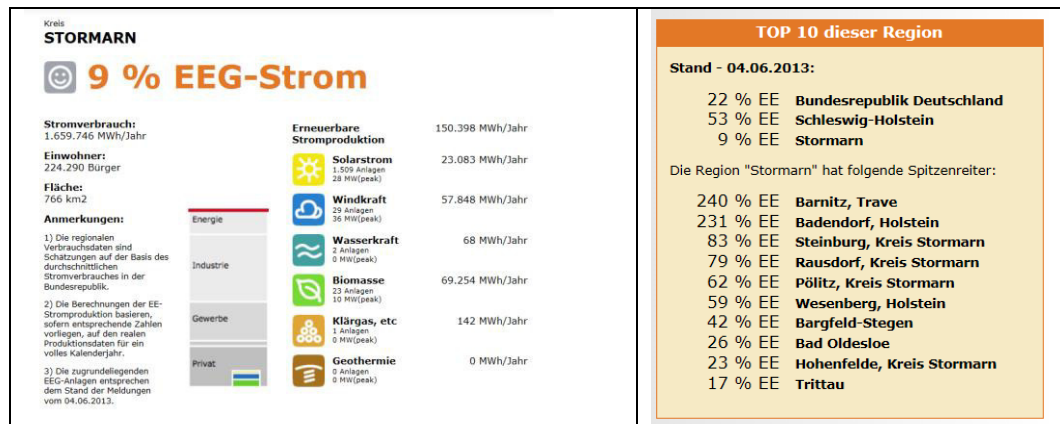 Kreis
STORMARN
9 % EEG-Strom
Stromverbrauch:
1.659.746 MWh/Jahr
Einwohner:
224.290 Bürger
Fläche:
766 km2
Anmerkungen:
1) Die regionalen
Verbrauchsdaten sind
Schätzungen auf der Basis des
durchschnittlichen
Stromverbrauches in der
Bundesrepublik.
2) Die Berechnungen der EE-
Stromproduktion basieren,
sofern entsprechende Zahlen
vorliegen, auf den realen
Produktionsdaten für ein
volles Kalenderjahr.
3) Die zugrundeliegenden
EEG-Anlagen entsprechen
dem Stand der Meldungen
vom 04.06.2013.
Energie
Industrie
Gewerbe
Privat
Erneuerbare 150.398 MWh/Jahr
Stromproduktion
Solarstrom 23.083 MWh/Jahr
1.509 Anlagen
28 MW(peak)
Windkraft 57.848 MWh/Jahr
29 Anlagen
36 MW(peak)
Wasserkraft 68 MWh/Jahr
2 Anlagen
0 MW(peak)
Biomasse 69.254 MWh/Jahr
23 Anlagen
10 MW(peak)
Klärgas, etc 142 MWh/Jahr
1 Anlagen
0 MW(peak)
Geothermie 0 MWh/Jahr
0 Anlagen
0 MW(peak)
TOP 10 dieser Region
Stand - 04.06.2013:
22 % EE Bundesrepublik Deutschland
53 % EE Schleswig-Holstein
9 % EE Stormarn
Die Region "Stormarn" hat folgende Spitzenreiter:
240 % EE Barnitz, Trave
231 % EE Badendorf, Holstein
83 % EE Steinburg, Kreis Stormarn
79 % EE Rausdorf, Kreis Stormarn
62 % EE Pölitz, Kreis Stormarn
59 % EE Wesenberg, Holstein
42 % EE Bargfeld-Stegen
26 % EE Bad Oldesloe
23 % EE Hohenfelde, Kreis Stormarn
17 % EE Trittau